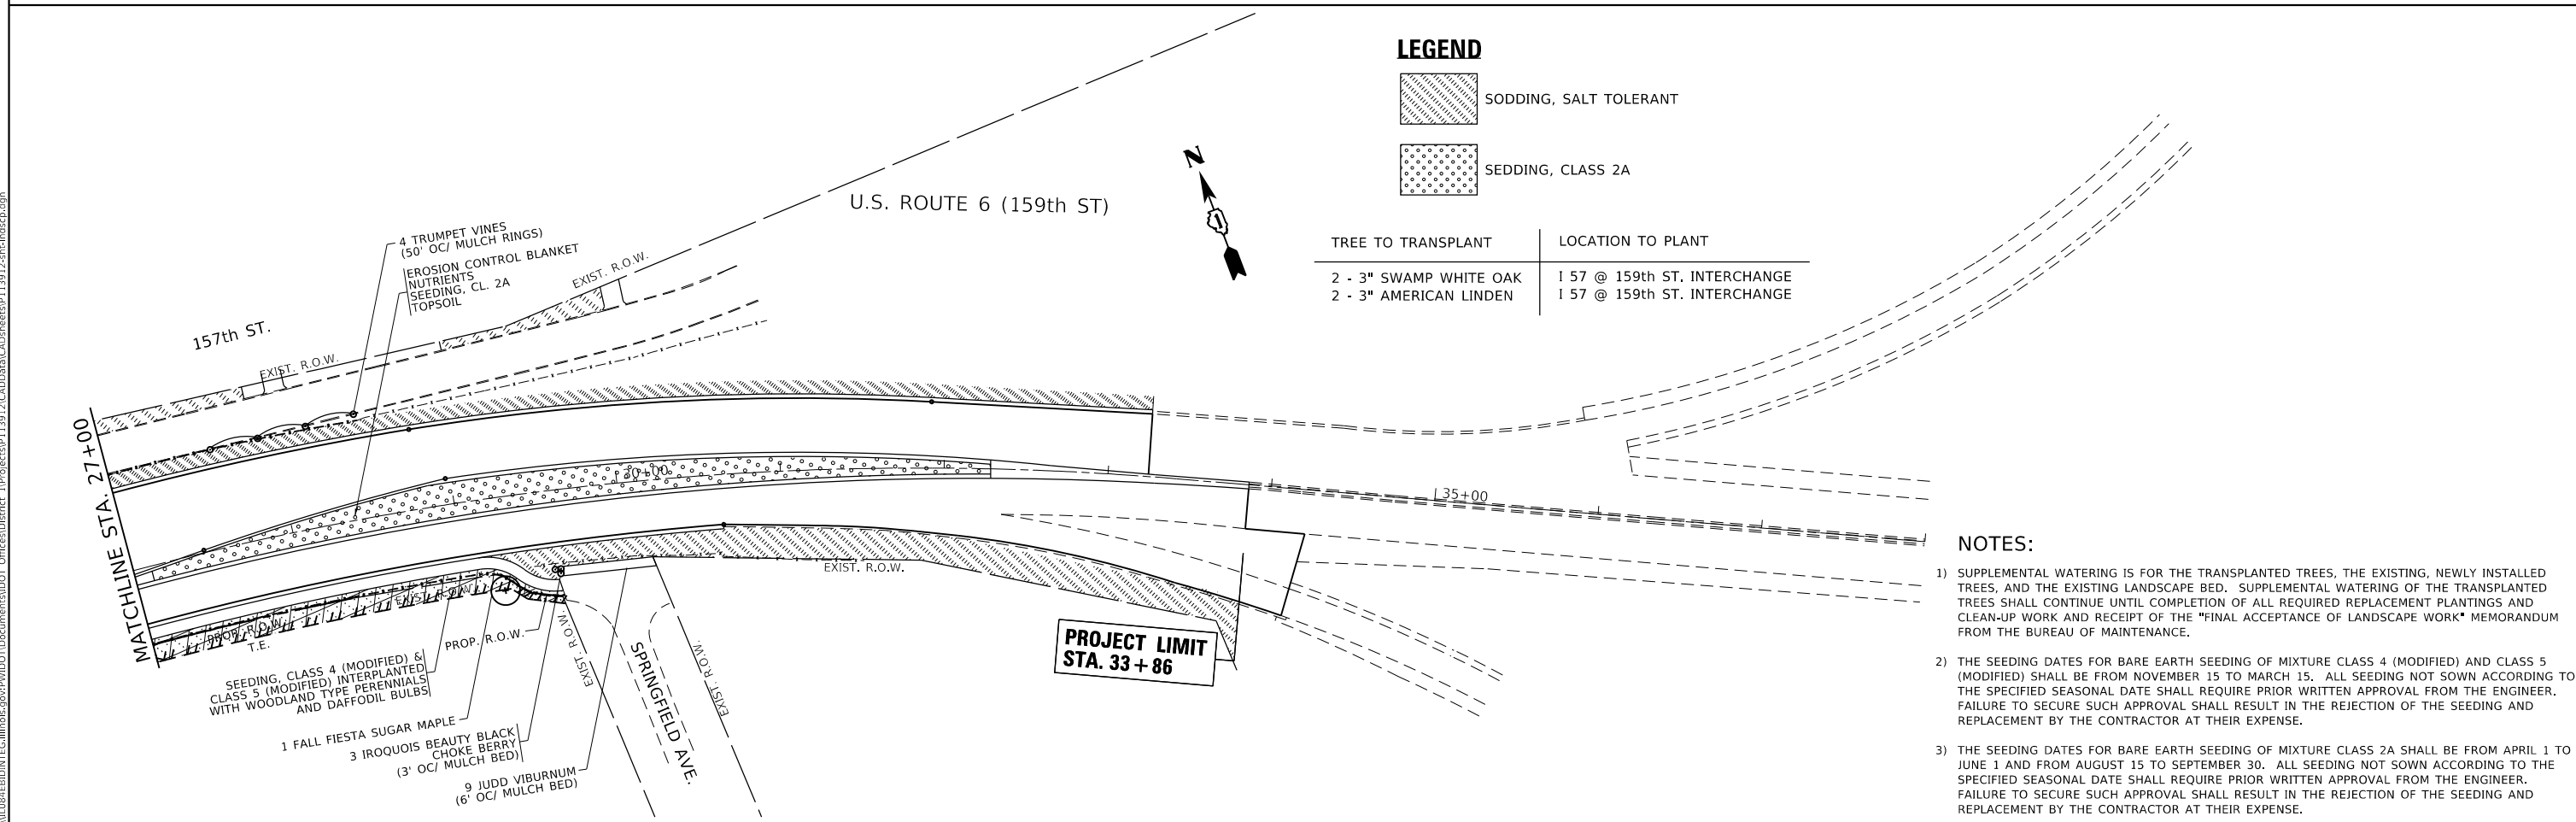 LEGEND
SODDING, SALT TOLERANT
SEDDING, CLASS 2A
N
U.S. ROUTE 6 (159th ST)
TREE TO TRANSPLANT
LOCATION TO PLANT
2 - 3" SWAMP WHITE OAK
I 57 @ 159th ST. INTERCHANGE
2 - 3" AMERICAN LINDEN
I 57 @ 159th ST. INTERCHANGE
4 TRUMPET VINES
(50' OC/ MULCH RINGS)
EROSION CONTROL BLANKET
NUTRIENTS
SEEDING, CL. 2A
TOPSOIL
EXIST. R.O.W.
157th ST.
EXIST. R.O.W.
MATCHLINE STA. 27+00
30+00
35+00
EXIST. R.O.W.
EXIST. R.O.W.
PROP. R.O.W.
T.E.
PROP. R.O.W.
EXIST. R.O.W.
SPRINGFIELD AVE.
EXIST. R.O.W.
PROJECT LIMIT
STA. 33+86
SEEDING, CLASS 4 (MODIFIED) &
CLASS 5 (MODIFIED) INTERPLANTED
WITH WOODLAND TYPE PERENNIALS
AND DAFFODIL BULBS
1 FALL FIESTA SUGAR MAPLE
3 IROQUOIS BEAUTY BLACK
CHOKE BERRY
(3' OC/ MULCH BED)
9 JUDD VIBURNUM
(6' OC/ MULCH BED)
NOTES:
1) SUPPLEMENTAL WATERING IS FOR THE TRANSPLANTED TREES, THE EXISTING, NEWLY INSTALLED
TREES, AND THE EXISTING LANDSCAPE BED. SUPPLEMENTAL WATERING OF THE TRANSPLANTED
TREES SHALL CONTINUE UNTIL COMPLETION OF ALL REQUIRED REPLACEMENT PLANTINGS AND
CLEAN-UP WORK AND RECEIPT OF THE "FINAL ACCEPTANCE OF LANDSCAPE WORK" MEMORANDUM
FROM THE BUREAU OF MAINTENANCE.
2) THE SEEDING DATES FOR BARE EARTH SEEDING OF MIXTURE CLASS 4 (MODIFIED) AND CLASS 5
(MODIFIED) SHALL BE FROM NOVEMBER 15 TO MARCH 15. ALL SEEDING NOT SOWN ACCORDING TO
THE SPECIFIED SEASONAL DATE SHALL REQUIRE PRIOR WRITTEN APPROVAL FROM THE ENGINEER.
FAILURE TO SECURE SUCH APPROVAL SHALL RESULT IN THE REJECTION OF THE SEEDING AND
REPLACEMENT BY THE CONTRACTOR AT THEIR EXPENSE.
3) THE SEEDING DATES FOR BARE EARTH SEEDING OF MIXTURE CLASS 2A SHALL BE FROM APRIL 1 TO
JUNE 1 AND FROM AUGUST 15 TO SEPTEMBER 30. ALL SEEDING NOT SOWN ACCORDING TO THE
SPECIFIED SEASONAL DATE SHALL REQUIRE PRIOR WRITTEN APPROVAL FROM THE ENGINEER.
FAILURE TO SECURE SUCH APPROVAL SHALL RESULT IN THE REJECTION OF THE SEEDING AND
REPLACEMENT BY THE CONTRACTOR AT THEIR EXPENSE.